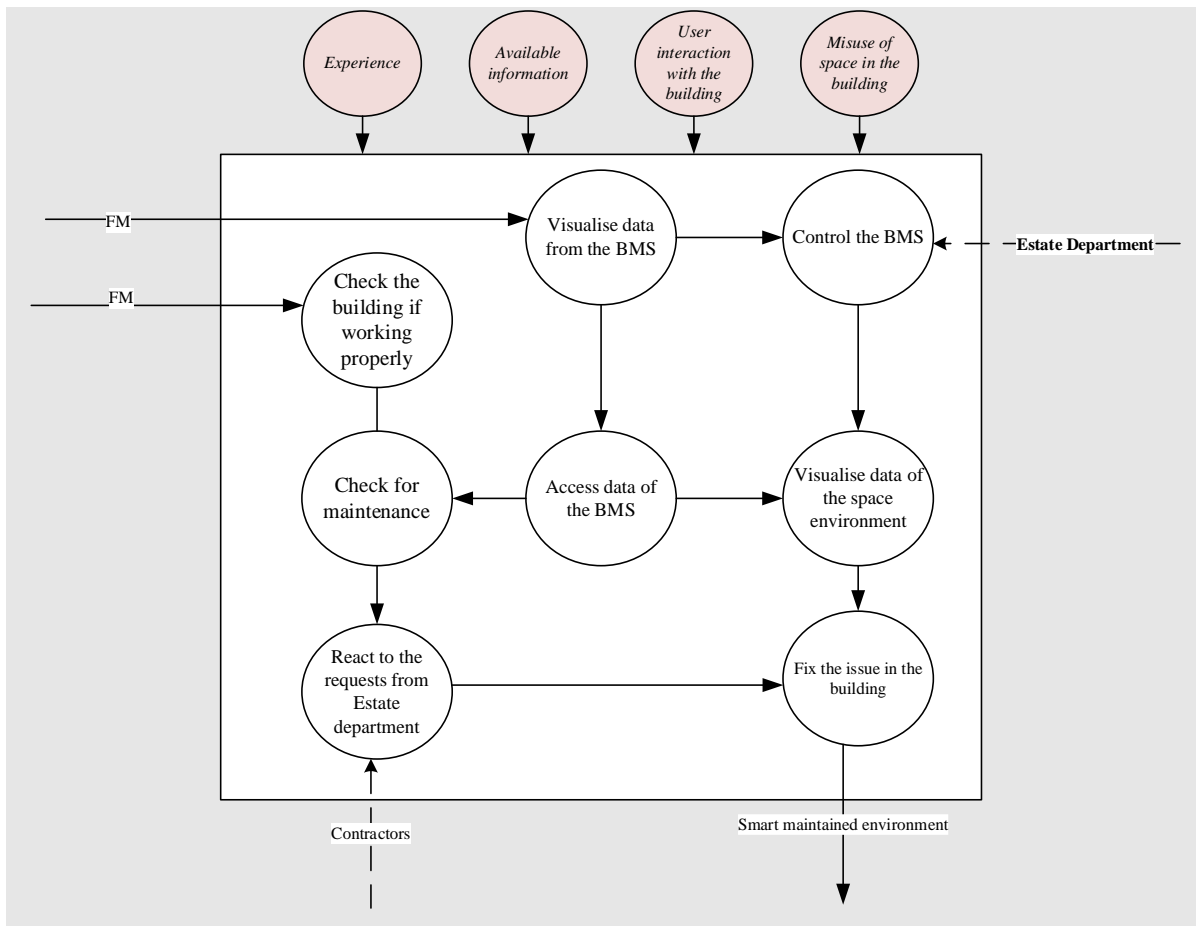 Experience
Available
information
User
interaction
with the
building
Misuse of
space in the
building
FM
Visualise data
from the BMS
Control the BMS
Estate Department
FM
Check the
building if
working
properly
Check for
maintenance
Access data of
the BMS
Visualise data of
the space
environment
React to the
requests from
Estate
department
Fix the issue in the
building
Contractors
Smart maintained environment